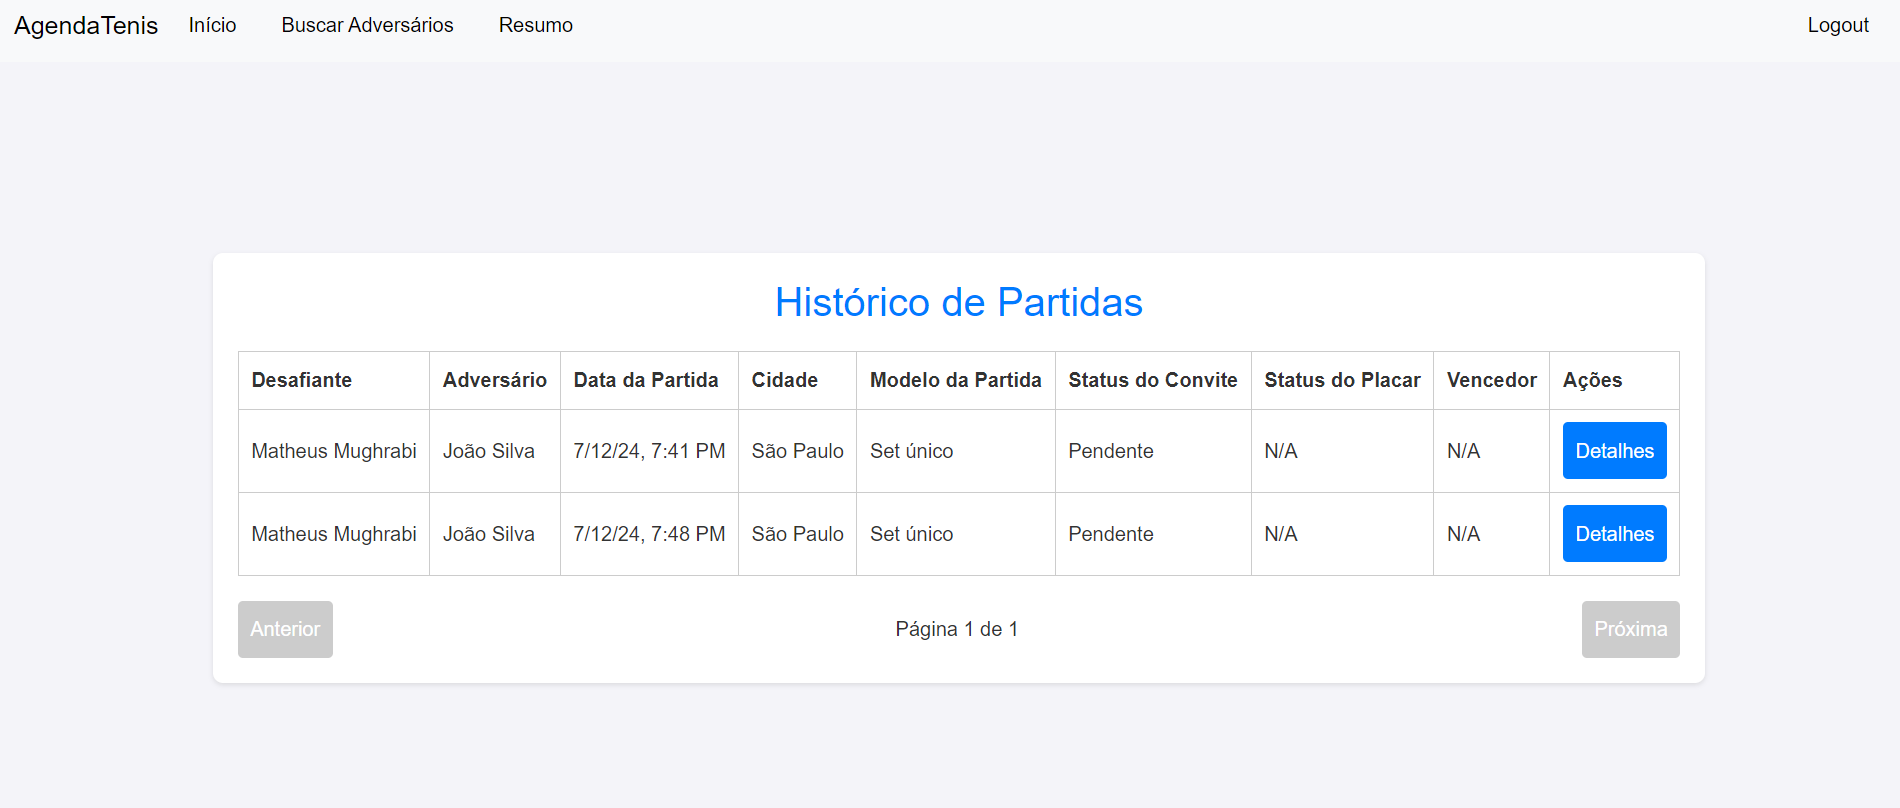 AgendaTenis Início Buscar Adversários Resumo Logout
Histórico de Partidas
Desafiante Adversário Data da Partida Cidade Modelo da Partida Status do Convite Status do Placar Vencedor Ações
Matheus Mughrabi João Silva 7/12/24, 7:41 PM São Paulo Set único Pendente N/A N/A Detalhes
Matheus Mughrabi João Silva 7/12/24, 7:48 PM São Paulo Set único Pendente N/A N/A Detalhes
Anterior Página 1 de 1 Próxima